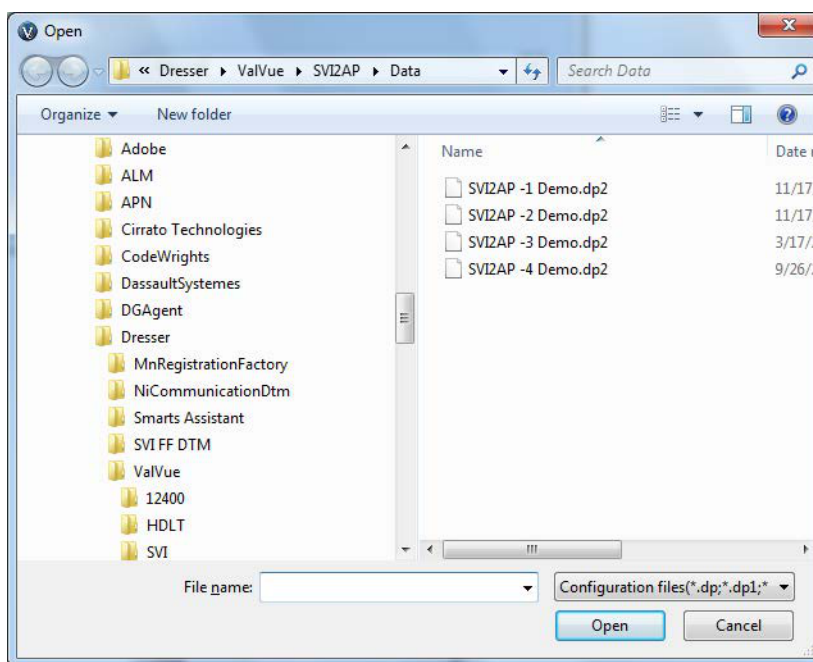 Open
« Dresser ▸ ValVue ▸ SVI2AP ▸ Data
Search Data
Organize
New folder
Adobe
ALM
APN
Cirrato Technologies
CodeWrights
DassaultSystemes
DGAgent
Dresser
MnRegistrationFactory
NiCommunicationDtm
Smarts Assistant
SVI FF DTM
ValVue
12400
HDLT
SVI
Name Date
SVI2AP -1 Demo.dp2 11/17
SVI2AP -2 Demo.dp2 11/17
SVI2AP -3 Demo.dp2 3/17/
SVI2AP -4 Demo.dp2 9/26/
File name:
Configuration files(*.dp;*.dp1;*
Open
Cancel